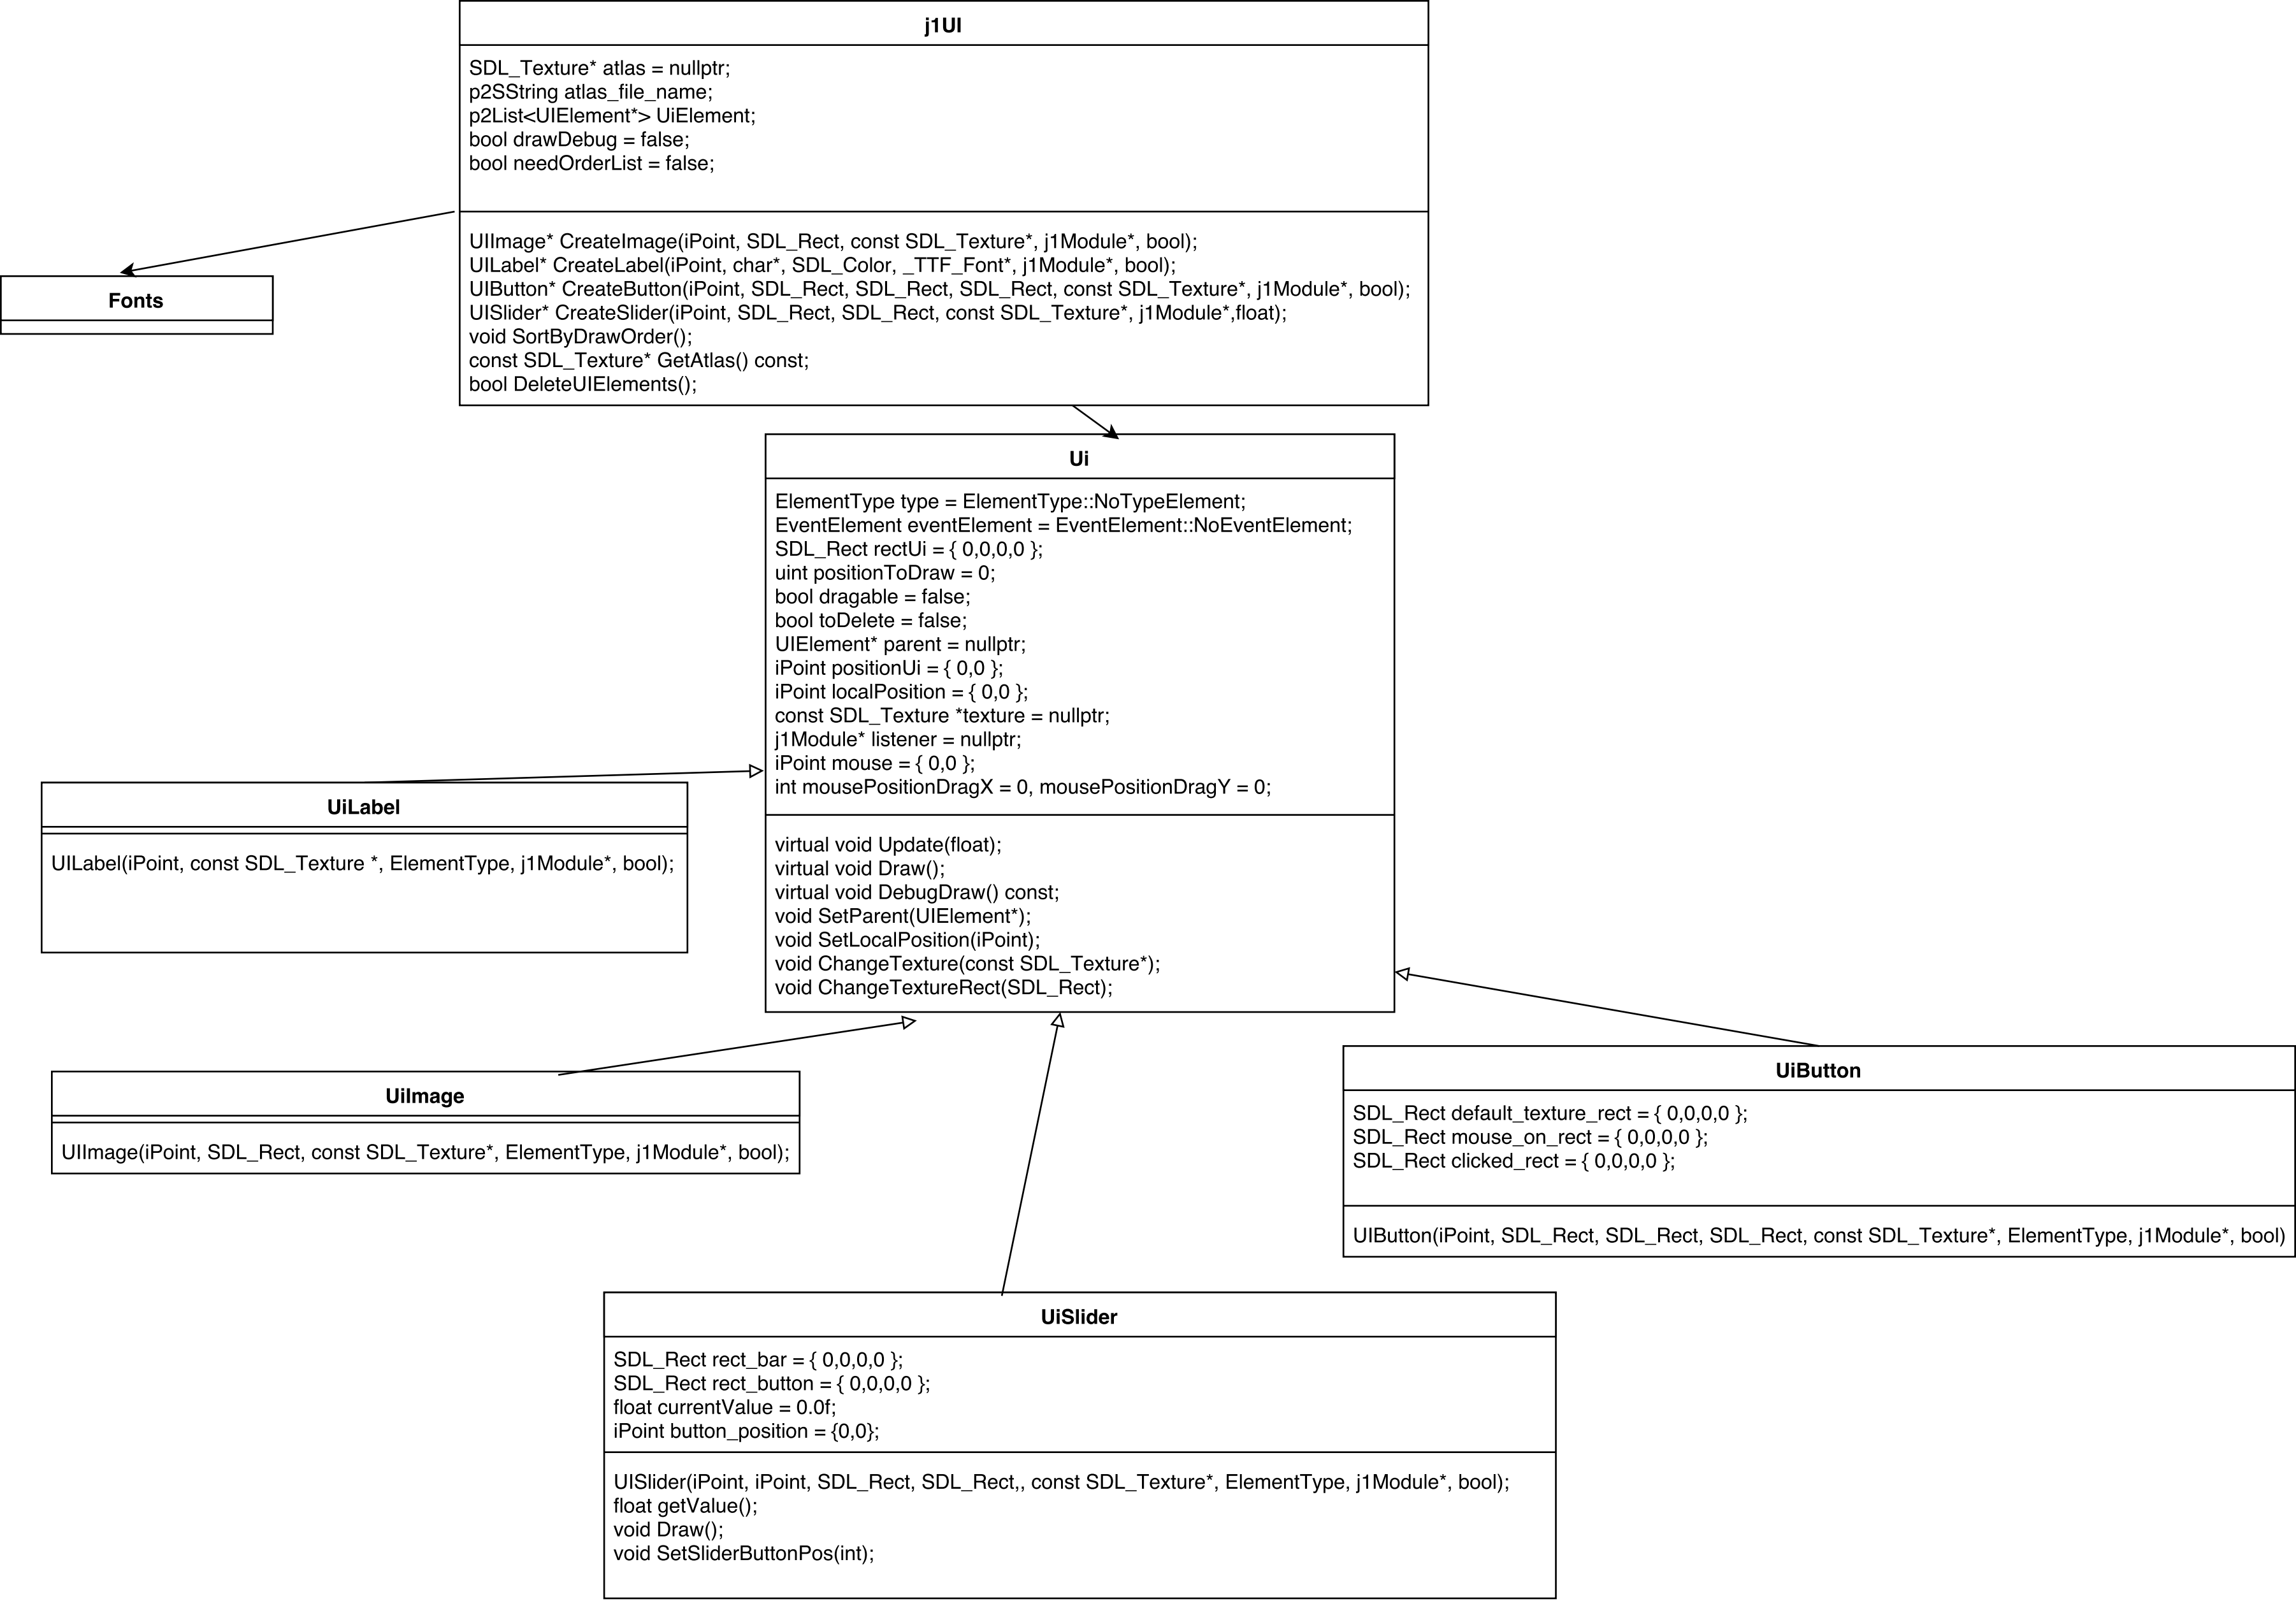 j1UI
SDL_Texture* atlas = nullptr;
p2SString atlas_file_name;
p2List<UIElement*> UiElement;
bool drawDebug = false;
bool needOrderList = false;
UIImage* CreateImage(iPoint, SDL_Rect, const SDL_Texture*, j1Module*, bool);
UILabel* CreateLabel(iPoint, char*, SDL_Color, _TTF_Font*, j1Module*, bool);
UIButton* CreateButton(iPoint, SDL_Rect, SDL_Rect, SDL_Rect, const SDL_Texture*, j1Module*, bool);
UISlider* CreateSlider(iPoint, SDL_Rect, SDL_Rect, const SDL_Texture*, j1Module*,float);
void SortByDrawOrder();
const SDL_Texture* GetAtlas() const;
bool DeleteUIElements();
Fonts
Ui
ElementType type = ElementType::NoTypeElement;
EventElement eventElement = EventElement::NoEventElement;
SDL_Rect rectUi = { 0,0,0,0 };
uint positionToDraw = 0;
bool dragable = false;
bool toDelete = false;
UIElement* parent = nullptr;
iPoint positionUi = { 0,0 };
iPoint localPosition = { 0,0 };
const SDL_Texture *texture = nullptr;
j1Module* listener = nullptr;
iPoint mouse = { 0,0 };
int mousePositionDragX = 0, mousePositionDragY = 0;
virtual void Update(float);
virtual void Draw();
virtual void DebugDraw() const;
void SetParent(UIElement*);
void SetLocalPosition(iPoint);
void ChangeTexture(const SDL_Texture*);
void ChangeTextureRect(SDL_Rect);
UiLabel
UILabel(iPoint, const SDL_Texture *, ElementType, j1Module*, bool);
UiImage
UIImage(iPoint, SDL_Rect, const SDL_Texture*, ElementType, j1Module*, bool);
UiButton
SDL_Rect default_texture_rect = { 0,0,0,0 };
SDL_Rect mouse_on_rect = { 0,0,0,0 };
SDL_Rect clicked_rect = { 0,0,0,0 };
UIButton(iPoint, SDL_Rect, SDL_Rect, SDL_Rect, const SDL_Texture*, ElementType, j1Module*, bool)
UiSlider
SDL_Rect rect_bar = { 0,0,0,0 };
SDL_Rect rect_button = { 0,0,0,0 };
float currentValue = 0.0f;
iPoint button_position = {0,0};
UISlider(iPoint, iPoint, SDL_Rect, SDL_Rect,, const SDL_Texture*, ElementType, j1Module*, bool);
float getValue();
void Draw();
void SetSliderButtonPos(int);